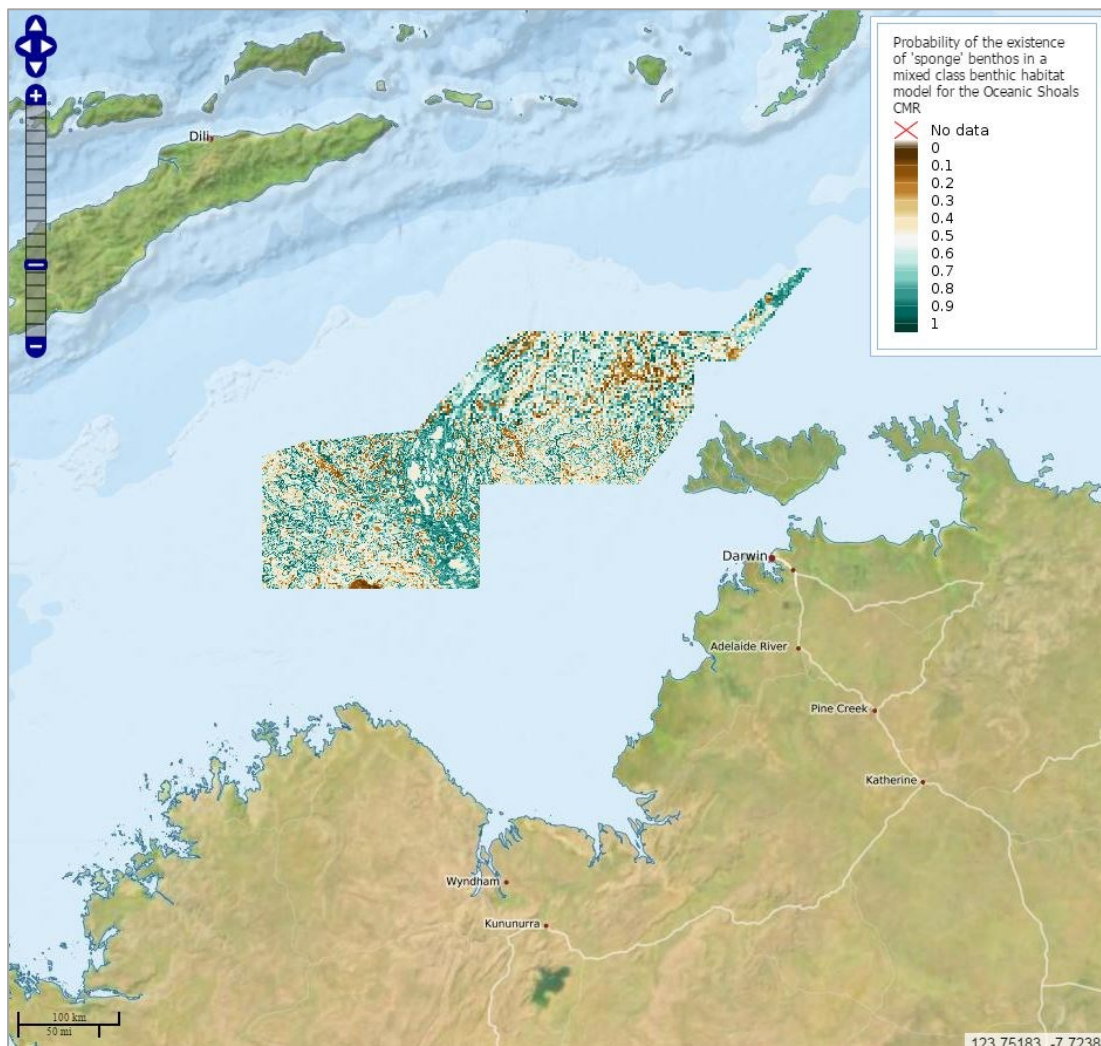 Probability of the existence
of 'sponge' benthos in a
mixed class benthic habitat
model for the Oceanic Shoals
CMR
No data
0
0.1
0.2
0.3
0.4
0.5
0.6
0.7
0.8
0.9
1
Dili
Darwin
Adelaide River
Pine Creek
Katherine
Wyndham
Kununurra
100 km
50 mi
123.75183, -7.7238